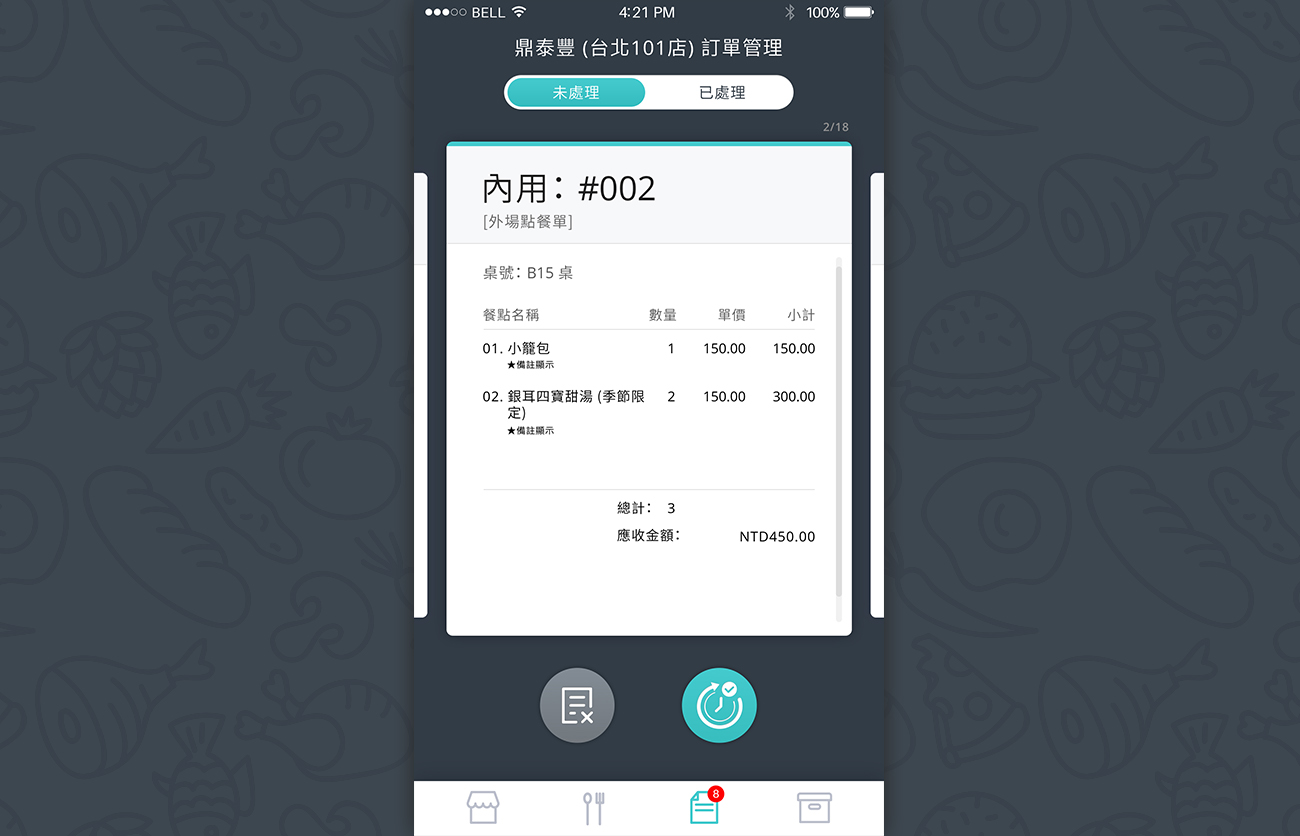 BELL 4:21 PM 100%
鼎泰豐 (台北101店) 訂單管理
未處理 已處理
2/18
內用：#002
[外場點餐單]
桌號：B15 桌
餐點名稱 數量 單價 小計
01. 小籠包 1 150.00 150.00
★備註顯示
02. 銀耳四寶甜湯 (季節限 2 150.00 300.00
定)
★備註顯示
總計： 3
應收金額： NTD450.00
8